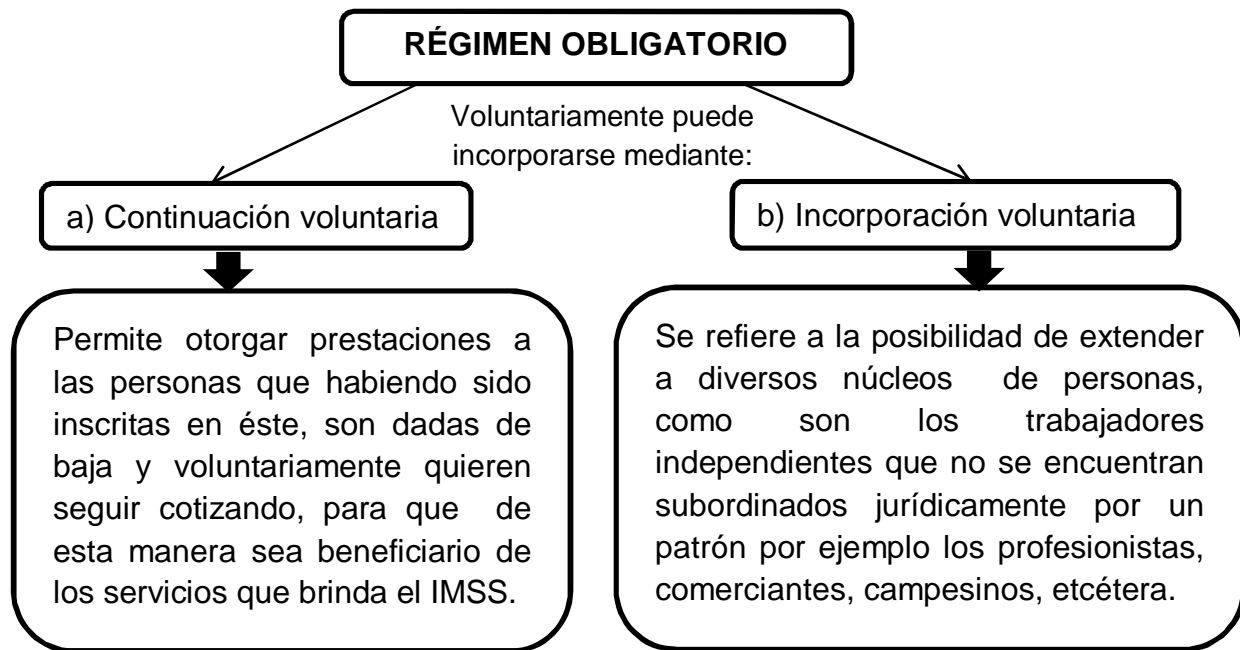 RÉGIMEN OBLIGATORIO
Voluntariamente puede
incorporarse mediante:
a) Continuación voluntaria
b) Incorporación voluntaria
Permite otorgar prestaciones a
las personas que habiendo sido
inscritas en éste, son dadas de
baja y voluntariamente quieren
seguir cotizando, para que de
esta manera sea beneficiario de
los servicios que brinda el IMSS.
Se refiere a la posibilidad de extender
a diversos núcleos de personas,
como son los trabajadores
independientes que no se encuentran
subordinados jurídicamente por un
patrón por ejemplo los profesionistas,
comerciantes, campesinos, etcétera.